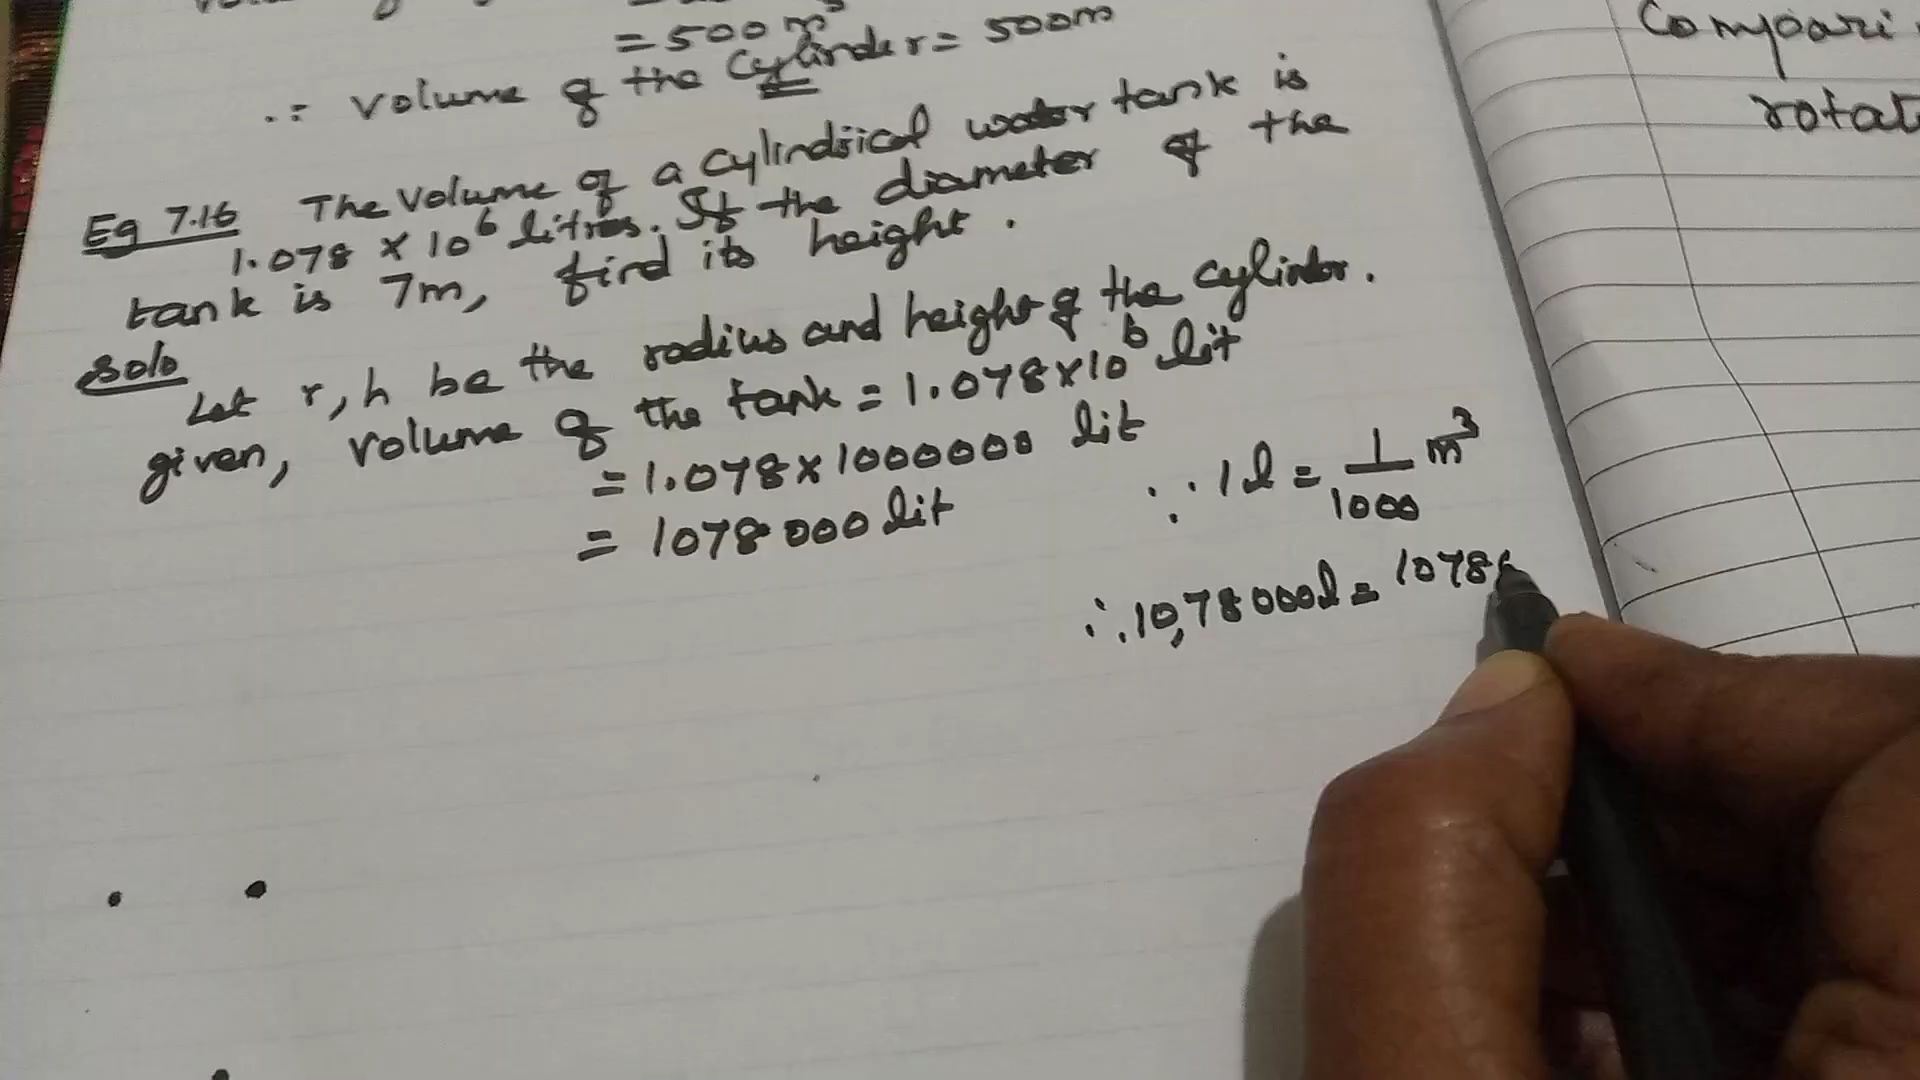 = 500 m³
∴ volume of the Cylinder = 500m
Eg 7.16 The volume of a cylindrical water tank is
1.078 × 10⁶ litres. If the diameter of the
tank is 7m, find its height.
Solo
Let r, h be the radius and height of the cylinder.
given, volume of the tank = 1.078×10⁶ lit
= 1.078×1000000 lit
= 1078000 lit
∵ 1l = 1/1000 m³
∴ 10,78000l = 1078
Compari
rotat